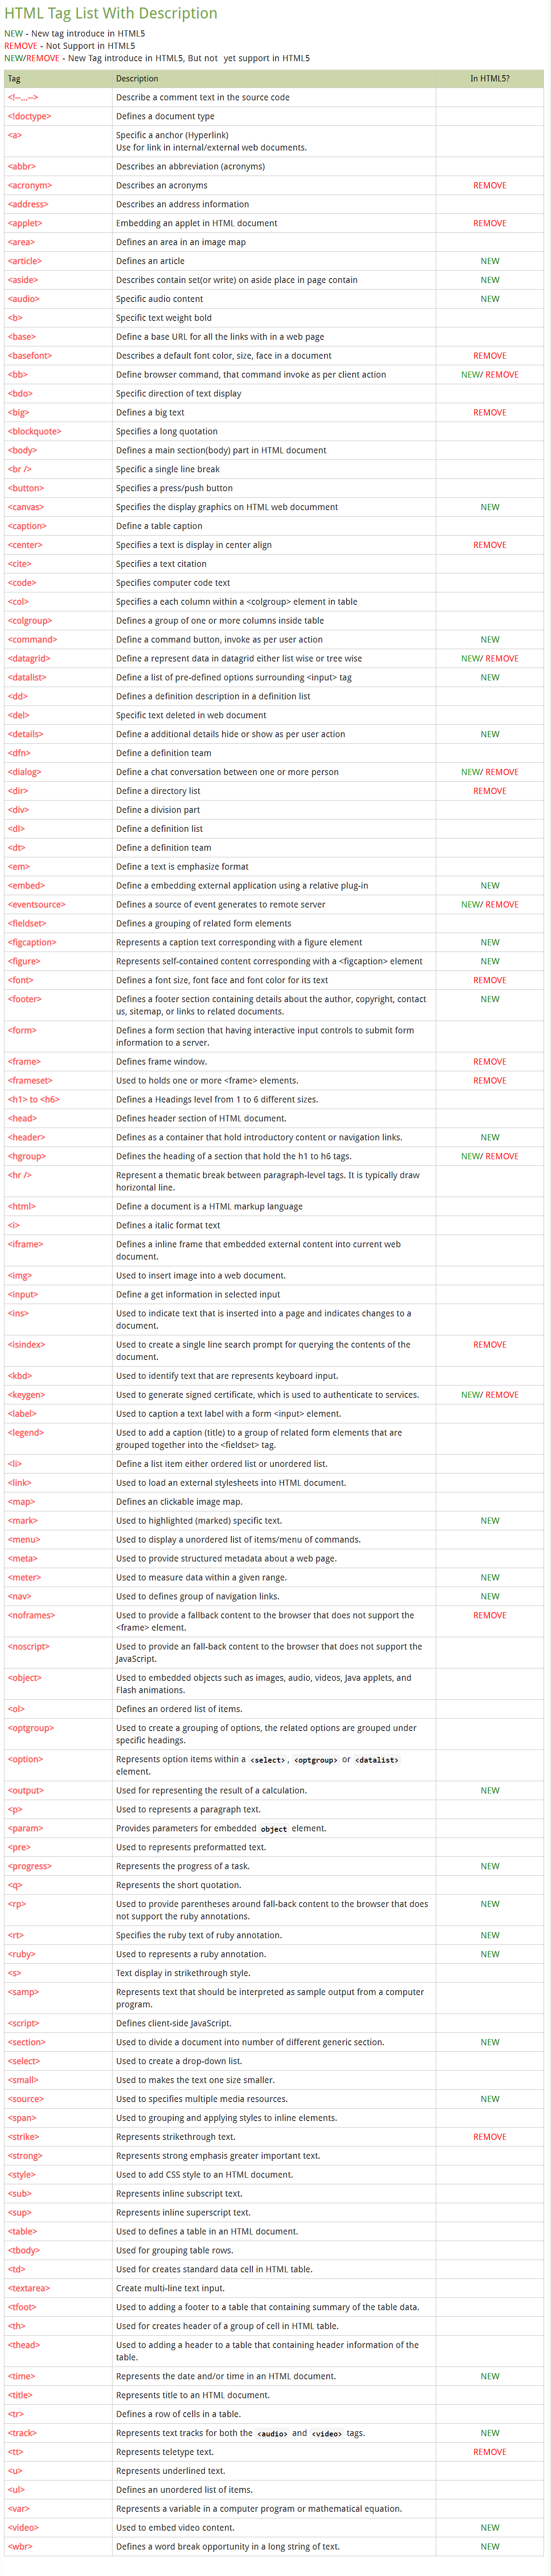 HTML Tag List With Description
NEW - New tag introduce in HTML5
REMOVE - Not Support in HTML5
NEW/REMOVE - New Tag introduce in HTML5, But not yet support in HTML5
Tag Description In HTML5?
<!--...--> Describe a comment text in the source code
<!doctype> Defines a document type
<a> Specific a anchor (Hyperlink)
Use for link in internal/external web documents.
<abbr> Describes an abbreviation (acronyms)
<acronym> Describes an acronyms REMOVE
<address> Describes an address information
<applet> Embedding an applet in HTML document REMOVE
<area> Defines an area in an image map
<article> Defines an article NEW
<aside> Describes contain set(or write) on aside place in page contain NEW
<audio> Specific audio content NEW
<b> Specific text weight bold
<base> Define a base URL for all the links with in a web page
<basefont> Describes a default font color, size, face in a document REMOVE
<bb> Define browser command, that command invoke as per client action NEW/ REMOVE
<bdo> Specific direction of text display
<big> Defines a big text REMOVE
<blockquote> Specifies a long quotation
<body> Defines a main section(body) part in HTML document
<br /> Specific a single line break
<button> Specifies a press/push button
<canvas> Specifies the display graphics on HTML web documment NEW
<caption> Define a table caption
<center> Specifies a text is display in center align REMOVE
<cite> Specifies a text citation
<code> Specifies computer code text
<col> Specifies a each column within a <colgroup> element in table
<colgroup> Defines a group of one or more columns inside table
<command> Define a command button, invoke as per user action NEW
<datagrid> Define a represent data in datagrid either list wise or tree wise NEW/ REMOVE
<datalist> Define a list of pre-defined options surrounding <input> tag NEW
<dd> Defines a definition description in a definition list
<del> Specific text deleted in web document
<details> Define a additional details hide or show as per user action NEW
<dfn> Define a definition team
<dialog> Define a chat conversation between one or more person NEW/ REMOVE
<dir> Define a directory list REMOVE
<div> Define a division part
<dl> Define a definition list
<dt> Define a definition team
<em> Define a text is emphasize format
<embed> Define a embedding external application using a relative plug-in NEW
<eventsource> Defines a source of event generates to remote server NEW/ REMOVE
<fieldset> Defines a grouping of related form elements
<figcaption> Represents a caption text corresponding with a figure element NEW
<figure> Represents self-contained content corresponding with a <figcaption> element NEW
<font> Defines a font size, font face and font color for its text REMOVE
<footer> Defines a footer section containing details about the author, copyright, contact NEW
us, sitemap, or links to related documents.
<form> Defines a form section that having interactive input controls to submit form
information to a server.
<frame> Defines frame window. REMOVE
<frameset> Used to holds one or more <frame> elements. REMOVE
<h1> to <h6> Defines a Headings level from 1 to 6 different sizes.
<head> Defines header section of HTML document.
<header> Defines as a container that hold introductory content or navigation links. NEW
<hgroup> Defines the heading of a section that hold the h1 to h6 tags. NEW/ REMOVE
<hr /> Represent a thematic break between paragraph-level tags. It is typically draw
horizontal line.
<html> Define a document is a HTML markup language
<i> Defines a italic format text
<iframe> Defines a inline frame that embedded external content into current web
document.
<img> Used to insert image into a web document.
<input> Define a get information in selected input
<ins> Used to indicate text that is inserted into a page and indicates changes to a
document.
<isindex> Used to create a single line search prompt for querying the contents of the REMOVE
document.
<kbd> Used to identify text that are represents keyboard input.
<keygen> Used to generate signed certificate, which is used to authenticate to services. NEW/ REMOVE
<label> Used to caption a text label with a form <input> element.
<legend> Used to add a caption (title) to a group of related form elements that are
grouped together into the <fieldset> tag.
<li> Define a list item either ordered list or unordered list.
<link> Used to load an external stylesheets into HTML document.
<map> Defines an clickable image map.
<mark> Used to highlighted (marked) specific text. NEW
<menu> Used to display a unordered list of items/menu of commands.
<meta> Used to provide structured metadata about a web page.
<meter> Used to measure data within a given range. NEW
<nav> Used to defines group of navigation links. NEW
<noframes> Used to provide a fallback content to the browser that does not support the REMOVE
<frame> element.
<noscript> Used to provide an fall-back content to the browser that does not support the
JavaScript.
<object> Used to embedded objects such as images, audio, videos, Java applets, and
Flash animations.
<ol> Defines an ordered list of items.
<optgroup> Used to create a grouping of options, the related options are grouped under
specific headings.
<option> Represents option items within a <select>, <optgroup> or <datalist>
element.
<output> Used for representing the result of a calculation. NEW
<p> Used to represents a paragraph text.
<param> Provides parameters for embedded object element.
<pre> Used to represents preformatted text.
<progress> Represents the progress of a task. NEW
<q> Represents the short quotation.
<rp> Used to provide parentheses around fall-back content to the browser that does NEW
not support the ruby annotations.
<rt> Specifies the ruby text of ruby annotation. NEW
<ruby> Used to represents a ruby annotation. NEW
<s> Text display in strikethrough style.
<samp> Represents text that should be interpreted as sample output from a computer
program.
<script> Defines client-side JavaScript.
<section> Used to divide a document into number of different generic section. NEW
<select> Used to create a drop-down list.
<small> Used to makes the text one size smaller.
<source> Used to specifies multiple media resources. NEW
<span> Used to grouping and applying styles to inline elements.
<strike> Represents strikethrough text. REMOVE
<strong> Represents strong emphasis greater important text.
<style> Used to add CSS style to an HTML document.
<sub> Represents inline subscript text.
<sup> Represents inline superscript text.
<table> Used to defines a table in an HTML document.
<tbody> Used for grouping table rows.
<td> Used for creates standard data cell in HTML table.
<textarea> Create multi-line text input.
<tfoot> Used to adding a footer to a table that containing summary of the table data.
<th> Used for creates header of a group of cell in HTML table.
<thead> Used to adding a header to a table that containing header information of the
table.
<time> Represents the date and/or time in an HTML document. NEW
<title> Represents title to an HTML document.
<tr> Defines a row of cells in a table.
<track> Represents text tracks for both the <audio> and <video> tags. NEW
<tt> Represents teletype text. REMOVE
<u> Represents underlined text.
<ul> Defines an unordered list of items.
<var> Represents a variable in a computer program or mathematical equation.
<video> Used to embed video content. NEW
<wbr> Defines a word break opportunity in a long string of text. NEW